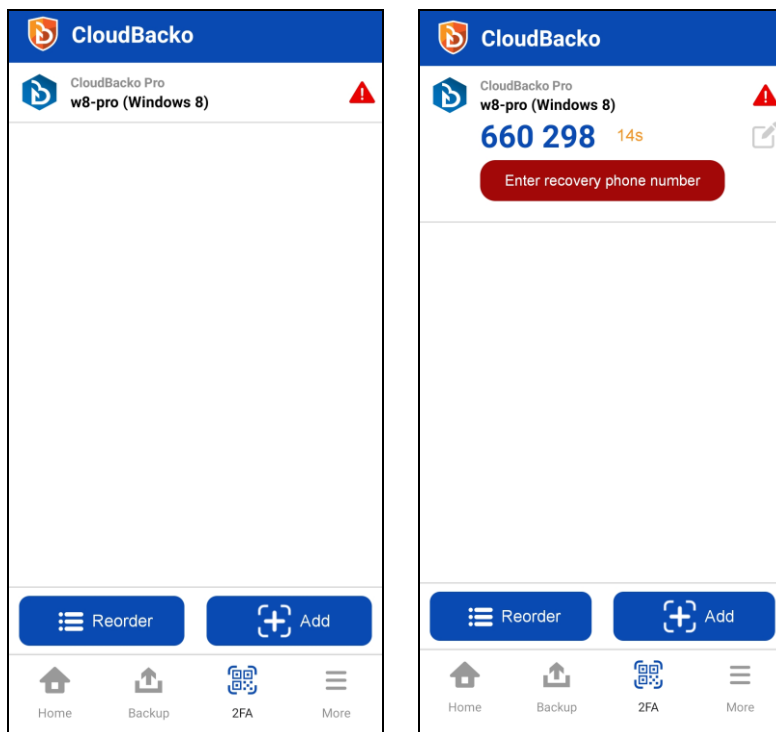 CloudBacko
CloudBacko Pro
w8-pro (Windows 8)
Reorder
Add
Home
Backup
2FA
More
CloudBacko
CloudBacko Pro
w8-pro (Windows 8)
660 298 14s
Enter recovery phone number
Reorder
Add
Home
Backup
2FA
More